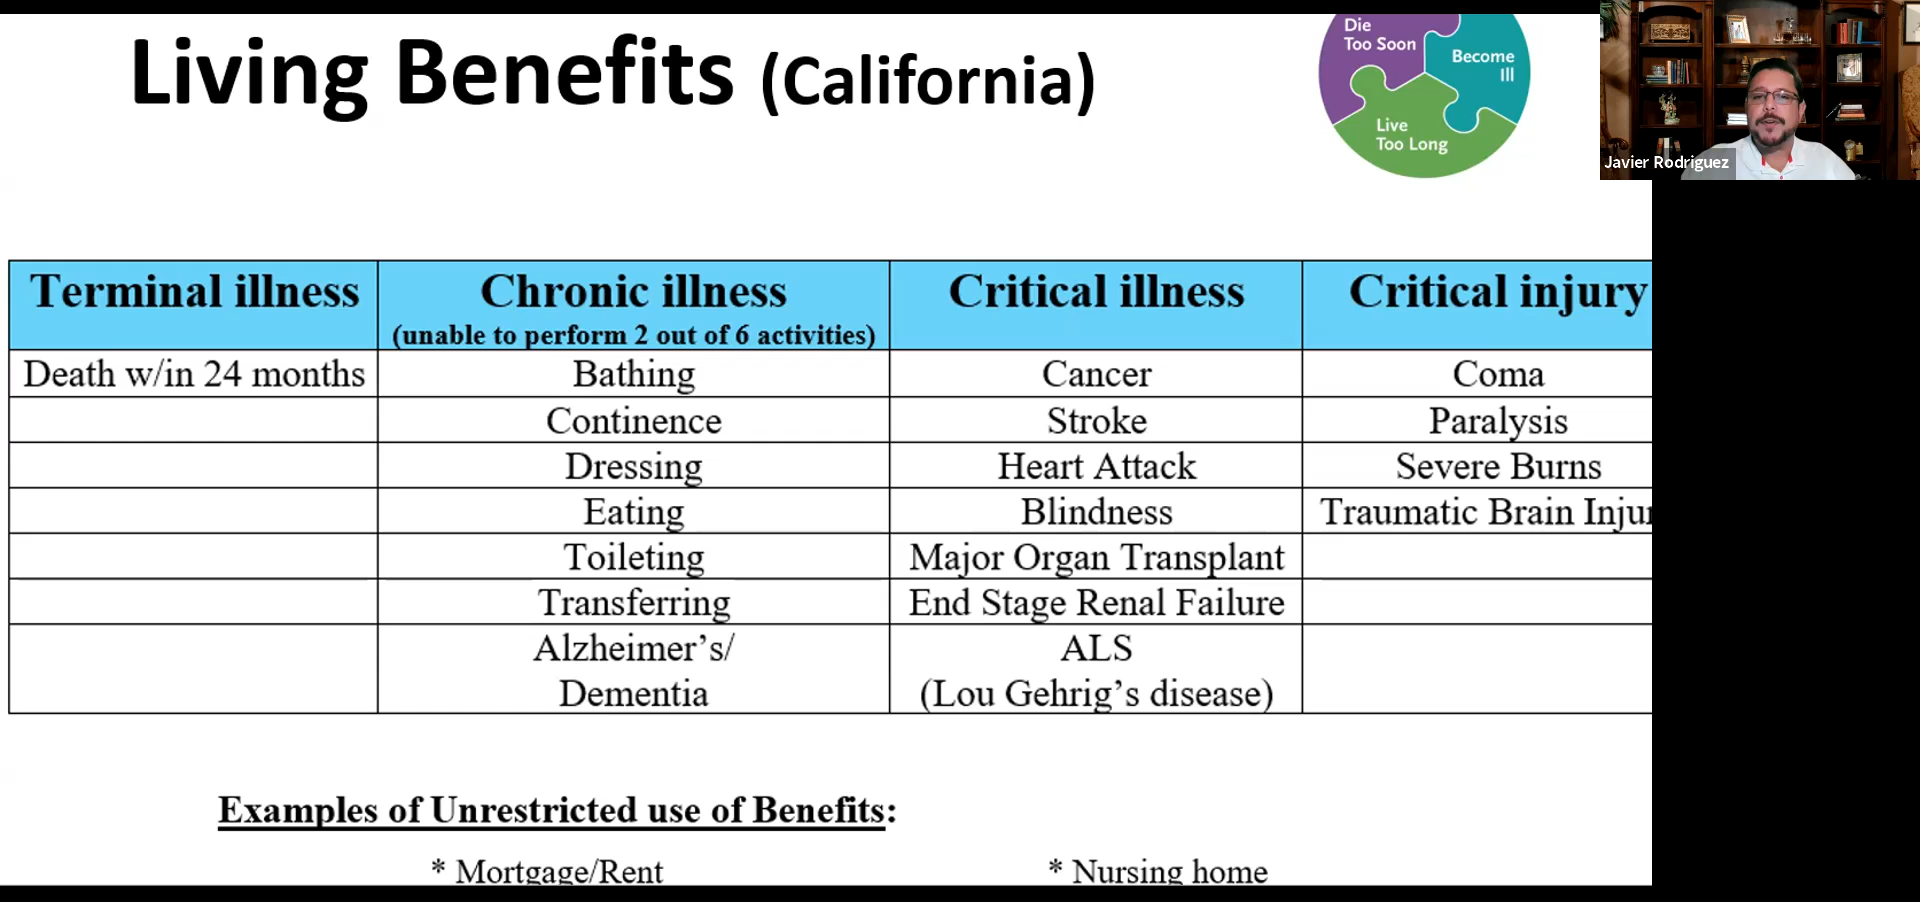 Living Benefits (California)
Die
Too Soon
Become
Ill
Live
Too Long
Javier Rodriguez
Terminal illness
Chronic illness
(unable to perform 2 out of 6 activities)
Critical illness
Critical injury
Death w/in 24 months
Bathing
Cancer
Coma
Continence
Stroke
Paralysis
Dressing
Heart Attack
Severe Burns
Eating
Blindness
Traumatic Brain Injur
Toileting
Major Organ Transplant
Transferring
End Stage Renal Failure
Alzheimer’s/
Dementia
ALS
(Lou Gehrig’s disease)
Examples of Unrestricted use of Benefits:
* Mortgage/Rent
* Nursing home